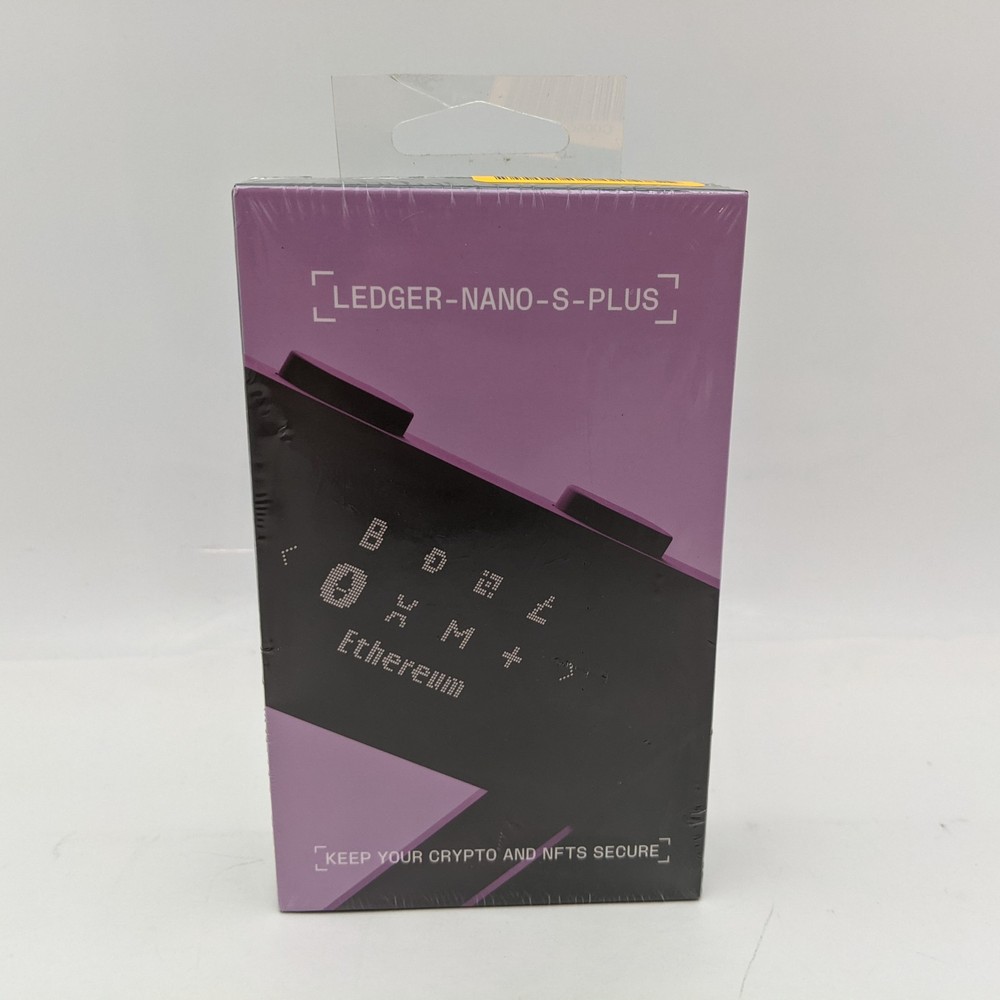 LEDGER-NANO-S-PLUS
Ethereum
KEEP YOUR CRYPTO AND NFTS SECURE